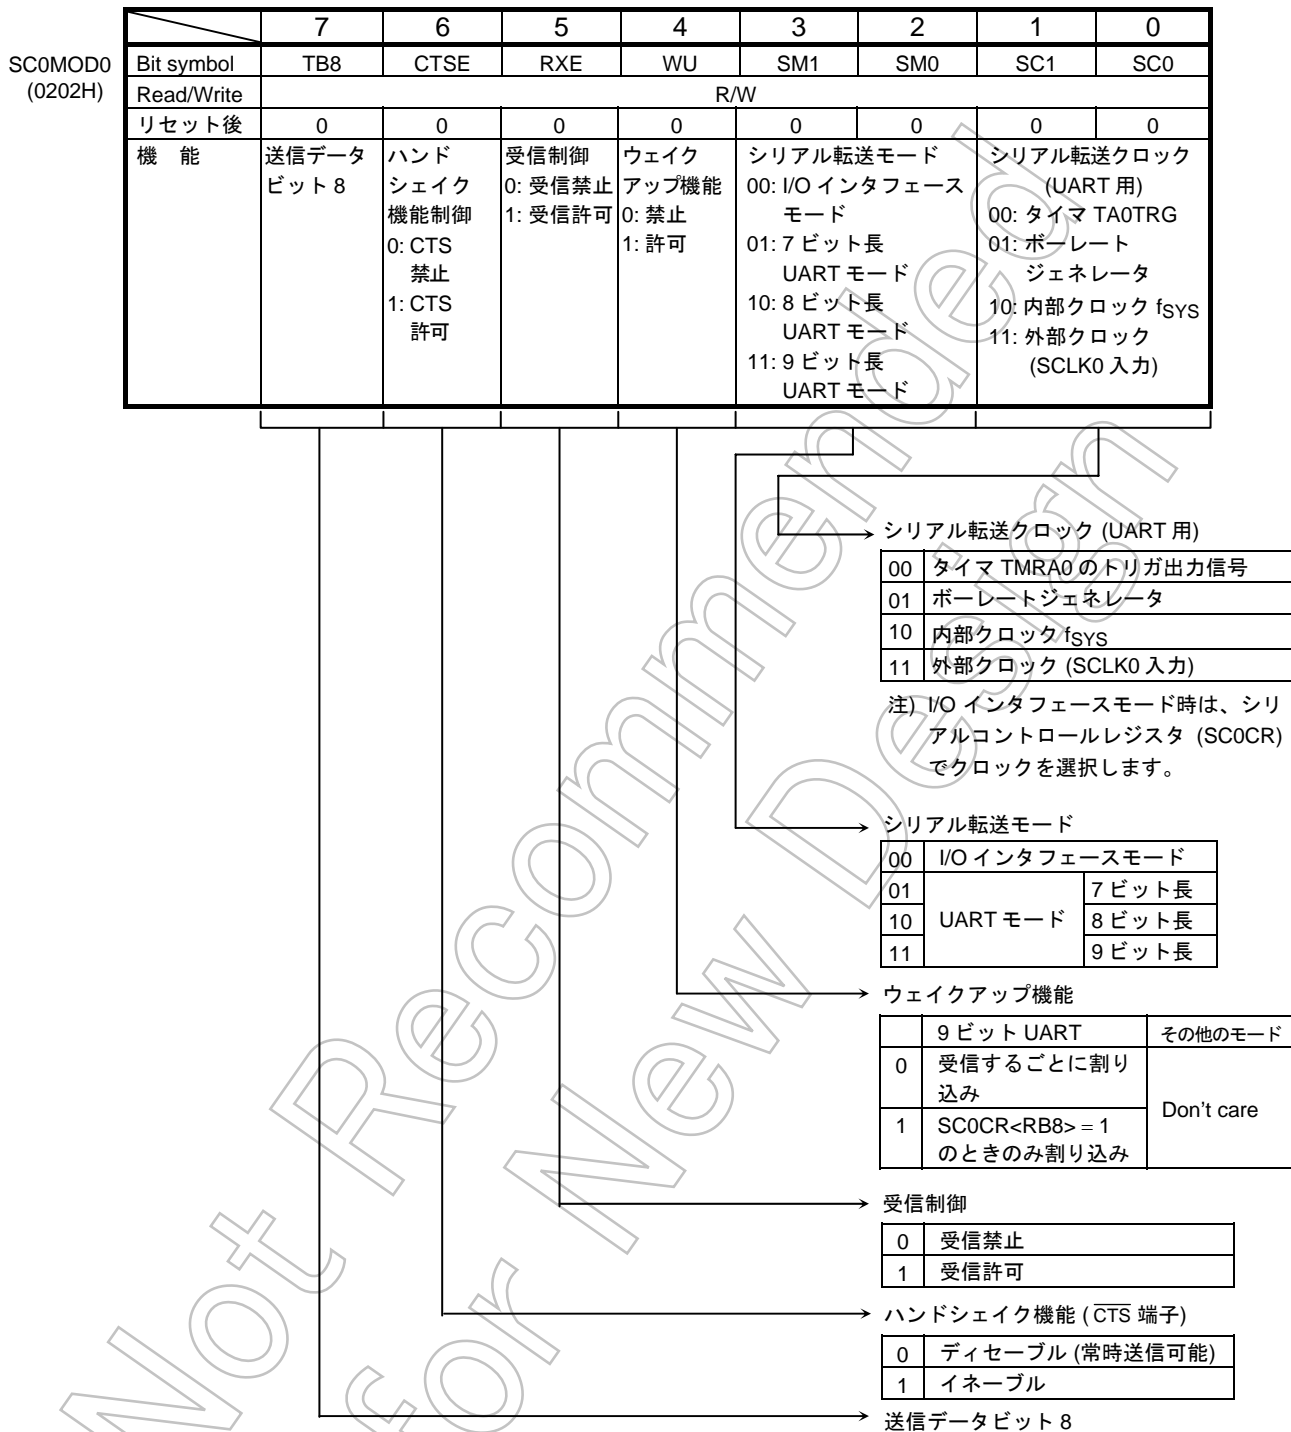 7 6 5 4 3 2 1 0
SC0MOD0
(0202H)
Bit symbol TB8 CTSE RXE WU SM1 SM0 SC1 SC0
Read/Write R/W
リセット後 0 0 0 0 0 0 0 0
機 能
送信データ
ビット 8
ハンド
シェイク
機能制御
0: CTS
禁止
1: CTS
許可
受信制御
0: 受信禁止
1: 受信許可
ウェイク
アップ機能
0: 禁止
1: 許可
シリアル転送モード
00: I/O インタフェース
モード
01: 7 ビット長
UART モード
10: 8 ビット長
UART モード
11: 9 ビット長
UART モード
シリアル転送クロック
(UART 用)
00: タイマ TA0TRG
01: ボーレート
ジェネレータ
10: 内部クロック fSYS
11: 外部クロック
(SCLK0 入力)
シリアル転送クロック (UART 用)
00 タイマ TMRA0 のトリガ出力信号
01 ボーレートジェネレータ
10 内部クロック fSYS
11 外部クロック (SCLK0 入力)
注) I/O インタフェースモード時は、シリ
アルコントロールレジスタ (SC0CR)
でクロックを選択します。
シリアル転送モード
00 I/O インタフェースモード
01 7 ビット長
10 UART モード 8 ビット長
11 9 ビット長
ウェイクアップ機能
9 ビット UART その他のモード
0 受信するごとに割り
込み
Don't care
1 SC0CR<RB8> = 1
のときのみ割り込み
受信制御
0 受信禁止
1 受信許可
ハンドシェイク機能 (CTS 端子)
0 ディセーブル (常時送信可能)
1 イネーブル
送信データビット 8
Not Recommended
for New Design